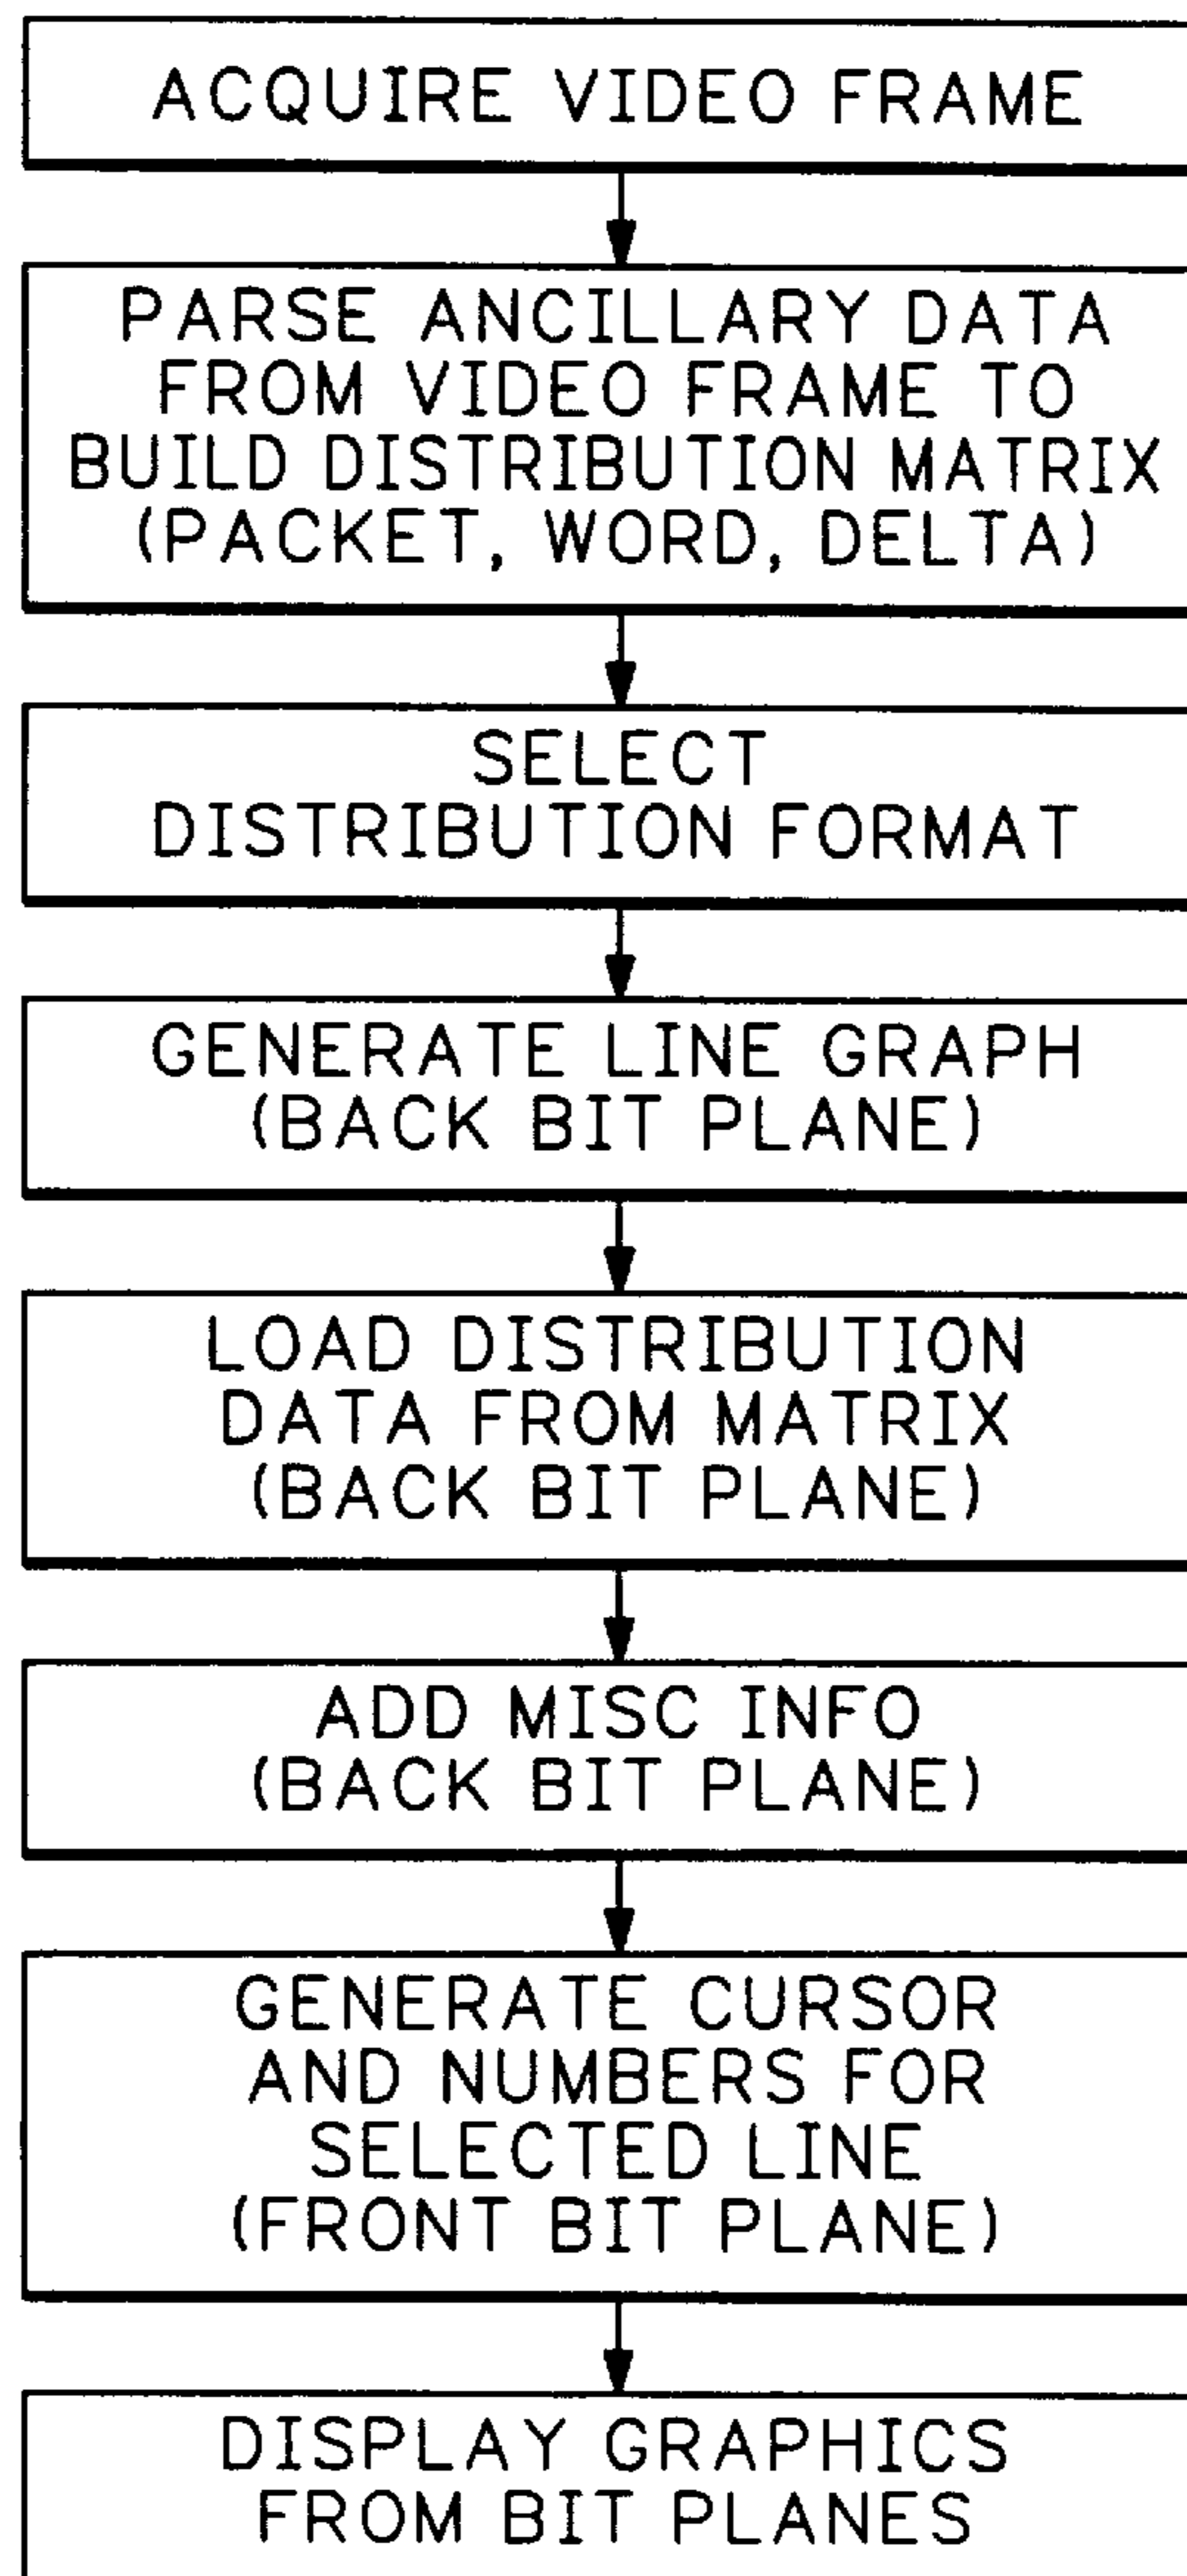 ACQUIRE VIDEO FRAME
PARSE ANCILLARY DATA
FROM VIDEO FRAME TO
BUILD DISTRIBUTION MATRIX
(PACKET, WORD, DELTA)
SELECT
DISTRIBUTION FORMAT
GENERATE LINE GRAPH
(BACK BIT PLANE)
LOAD DISTRIBUTION
DATA FROM MATRIX
(BACK BIT PLANE)
ADD MISC INFO
(BACK BIT PLANE)
GENERATE CURSOR
AND NUMBERS FOR
SELECTED LINE
(FRONT BIT PLANE)
DISPLAY GRAPHICS
FROM BIT PLANES